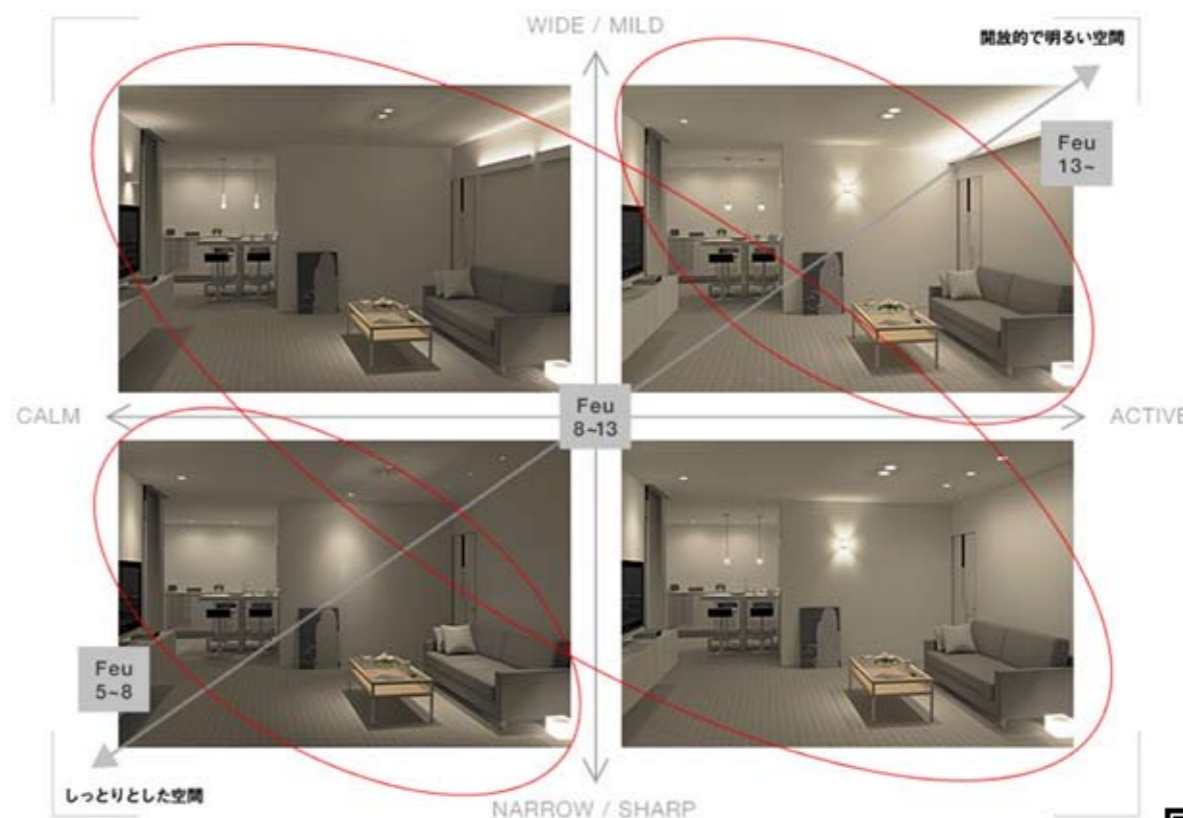 WIDE / MILD
開放的で明るい空間
Feu
13~
CALM
Feu
8~13
ACTIVE
Feu
5~8
しっとりとした空間
NARROW / SHARP